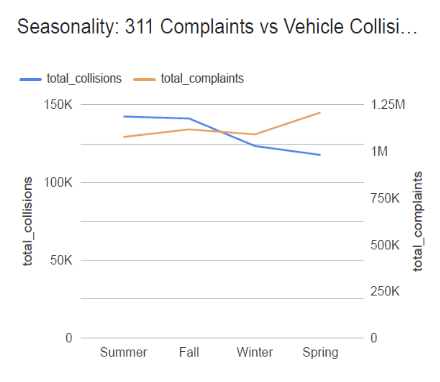 Seasonality: 311 Complaints vs Vehicle Collisi...
total_collisions total_complaints
150K 1.25M
1M
100K
750K
50K 500K
250K
0 0
total_collisions
total_complaints
Summer Fall Winter Spring